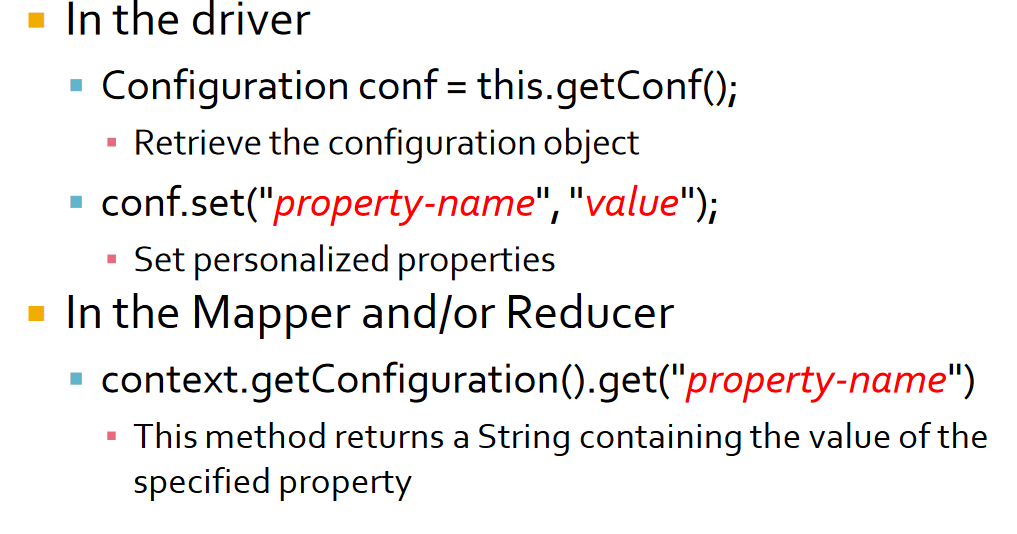 In the driver
Configuration conf = this.getConf();
Retrieve the configuration object
conf.set("property-name", "value");
Set personalized properties
In the Mapper and/or Reducer
context.getConfiguration().get("property-name")
This method returns a String containing the value of the
specified property